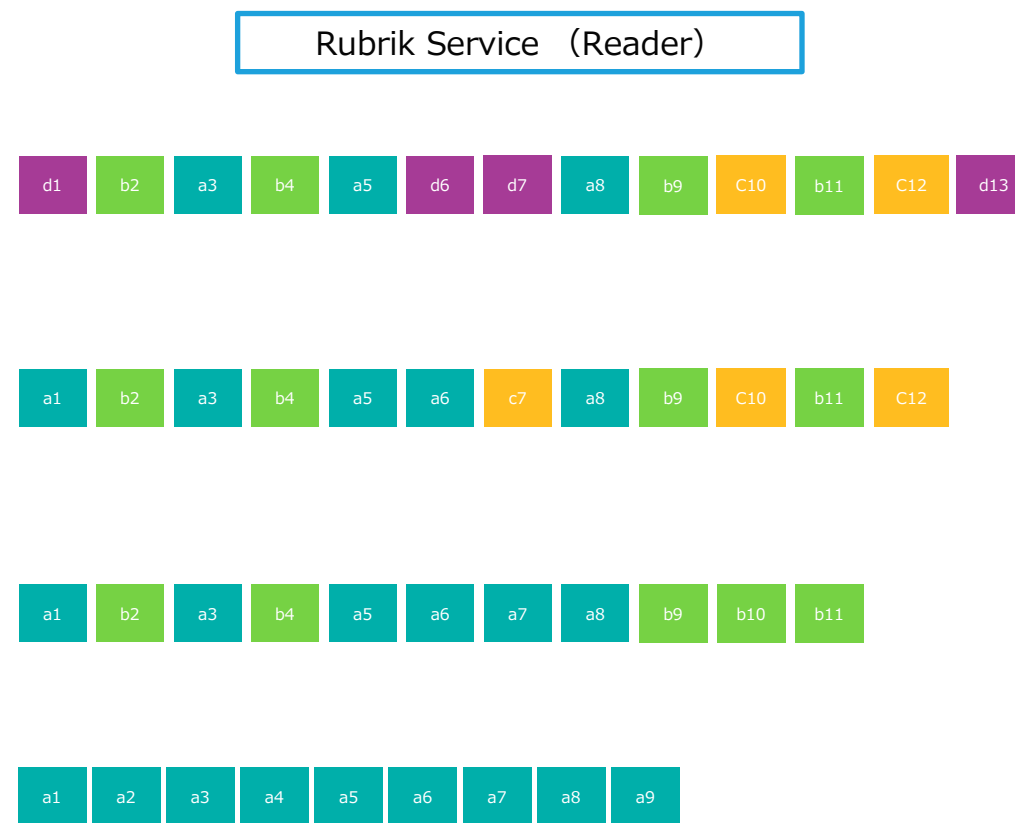 Rubrik Service （Reader）
d1 b2 a3 b4 a5 d6 d7 a8 b9 C10 b11 C12 d13
a1 b2 a3 b4 a5 a6 c7 a8 b9 C10 b11 C12
a1 b2 a3 b4 a5 a6 a7 a8 b9 b10 b11
a1 a2 a3 a4 a5 a6 a7 a8 a9